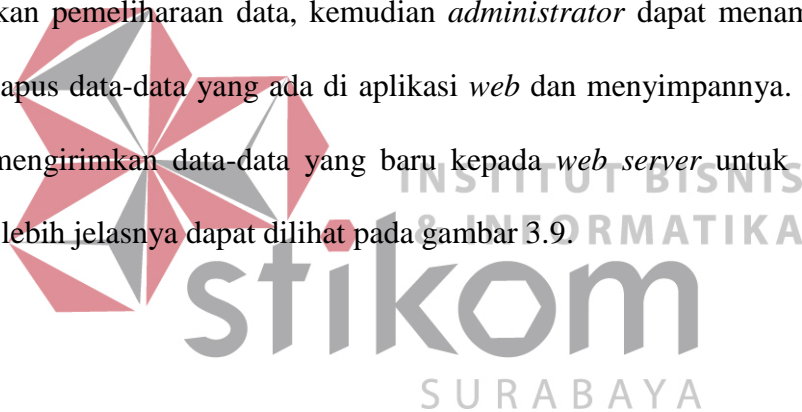 kan pemeliharaan data, kemudian administrator dapat menam
apus data-data yang ada di aplikasi web dan menyimpannya.
mengirimkan data-data yang baru kepada web server untuk
INSTITUT BISNIS
lebih jelasnya dapat dilihat pada gambar 3.9.
& INFORMATIKA
stikom
SURABAYA